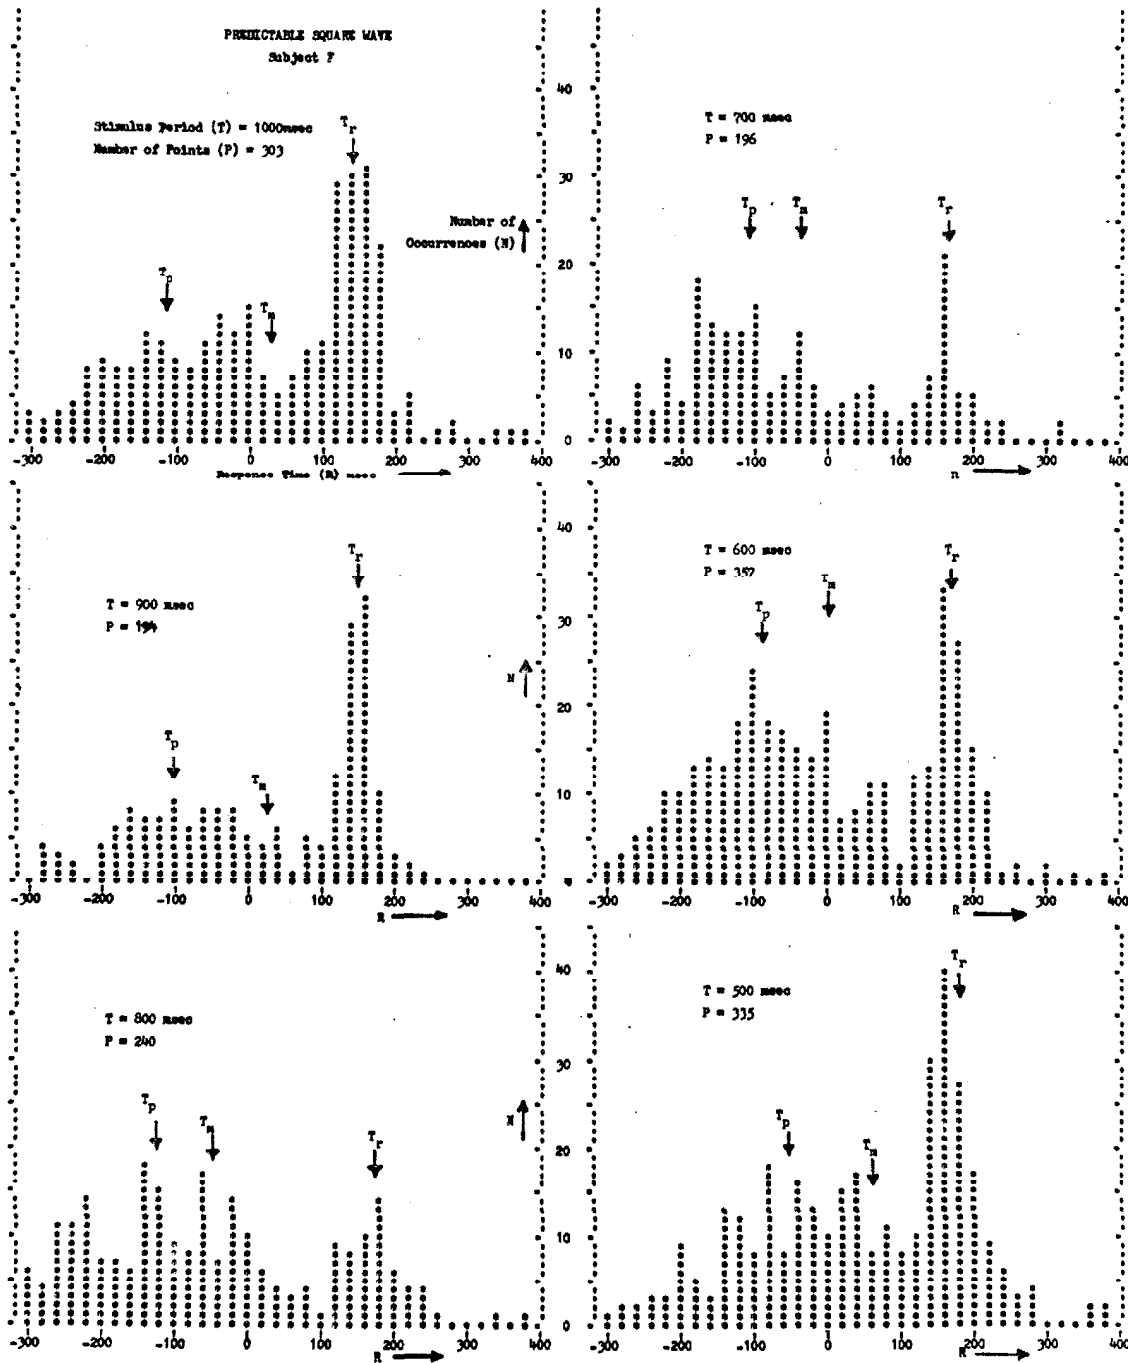 PREDICTABLE SQUARE WAVE
Subject F
Stimulus Period (T) = 1000msec
Number of Points (P) = 303
Tr
Tp
Tm
Number of
Occurrences (N)
40
30
20
10
0
-300 -200 -100 0 100 200 300 400
Response Time (R) msec
T = 700 msec
P = 196
Tp
Tm
Tr
-300 -200 -100 0 100 200 300 400
T = 900 msec
P = 194
Tr
Tp
Tm
N
40
30
20
10
0
-300 -200 -100 0 100 200 300 400
R
T = 600 msec
P = 357
Tp
Tm
Tr
-300 -200 -100 0 100 200 300 400
R
T = 800 msec
P = 240
Tp
Tm
Tr
N
40
30
20
10
0
-300 -200 -100 0 100 200 300 400
R
T = 500 msec
P = 335
Tp
Tm
Tr
-300 -200 -100 0 100 200 300 400
R